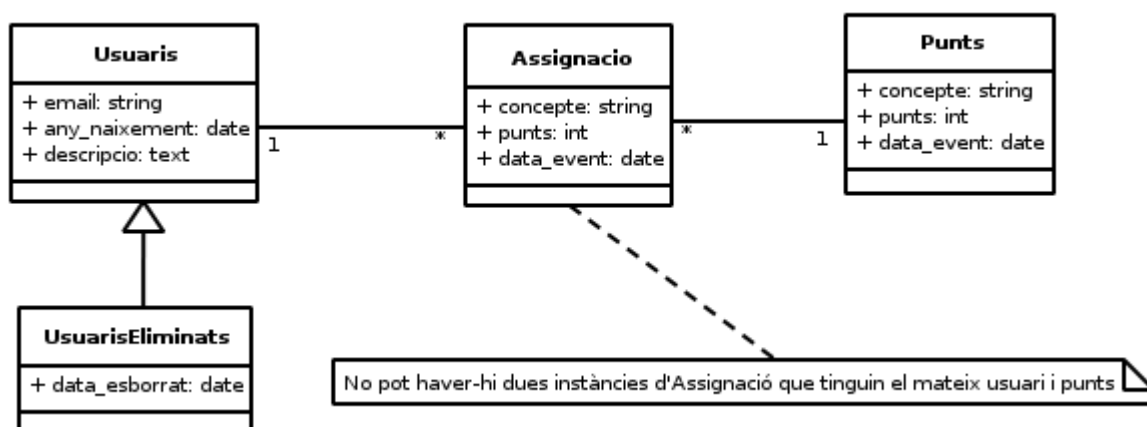 Usuaris
+ email: string
+ any_naixement: date
+ descripcio: text
1
*
Assignacio
+ concepte: string
+ punts: int
+ data_event: date
*
1
Punts
+ concepte: string
+ punts: int
+ data_event: date
UsuarisEliminats
+ data_esborrat: date
No pot haver-hi dues instàncies d'Assignació que tinguin el mateix usuari i punts